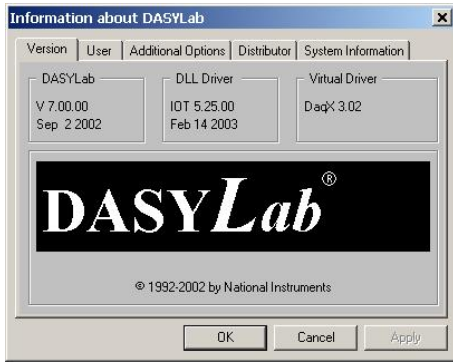 Information about DASYLab
Version User Additional Options Distributor System Information
DASYLab DLL Driver Virtual Driver
V 7.00.00 IOT 5.25.00 DaqX 3.02
Sep 2 2002 Feb 14 2003
DASYLab®
© 1992-2002 by National Instruments
OK Cancel Apply